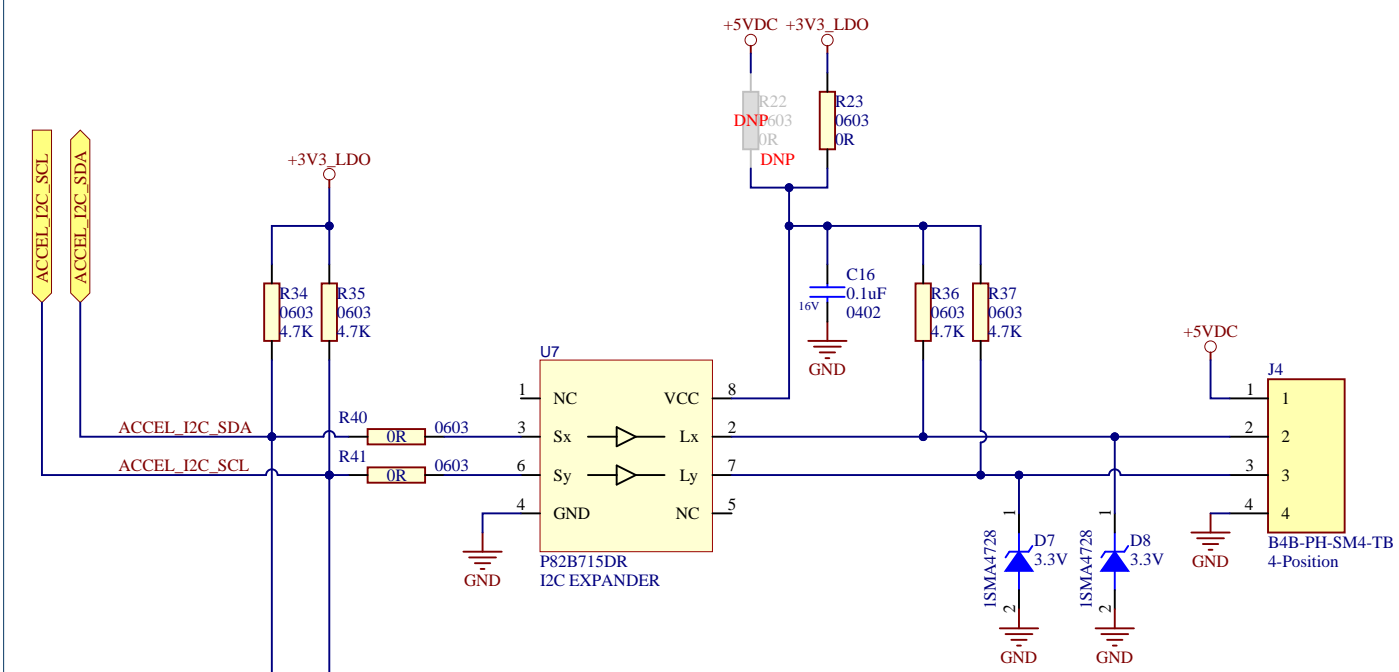 +5VDC +3V3_LDO
R22
0603
0R
DNP
DNP
R23
0603
0R
ACCEL_I2C_SCL
ACCEL_I2C_SDA
+3V3_LDO
R34
0603
4.7K
R35
0603
4.7K
C16
0.1uF
16V
0402
GND
R36
0603
4.7K
R37
0603
4.7K
+5VDC
J4
U7
1 NC VCC 8
ACCEL_I2C_SDA
R40 0603
0R
3 Sx Lx 2
ACCEL_I2C_SCL
R41 0603
0R
6 Sy Ly 7
4 GND NC 5
GND
P82B715DR
I2C EXPANDER
1 1
2 2
3 3
4 4
GND
B4B-PH-SM4-TB
4-Position
1
D7
3.3V
1SMA4728
2
GND
1
D8
3.3V
1SMA4728
2
GND